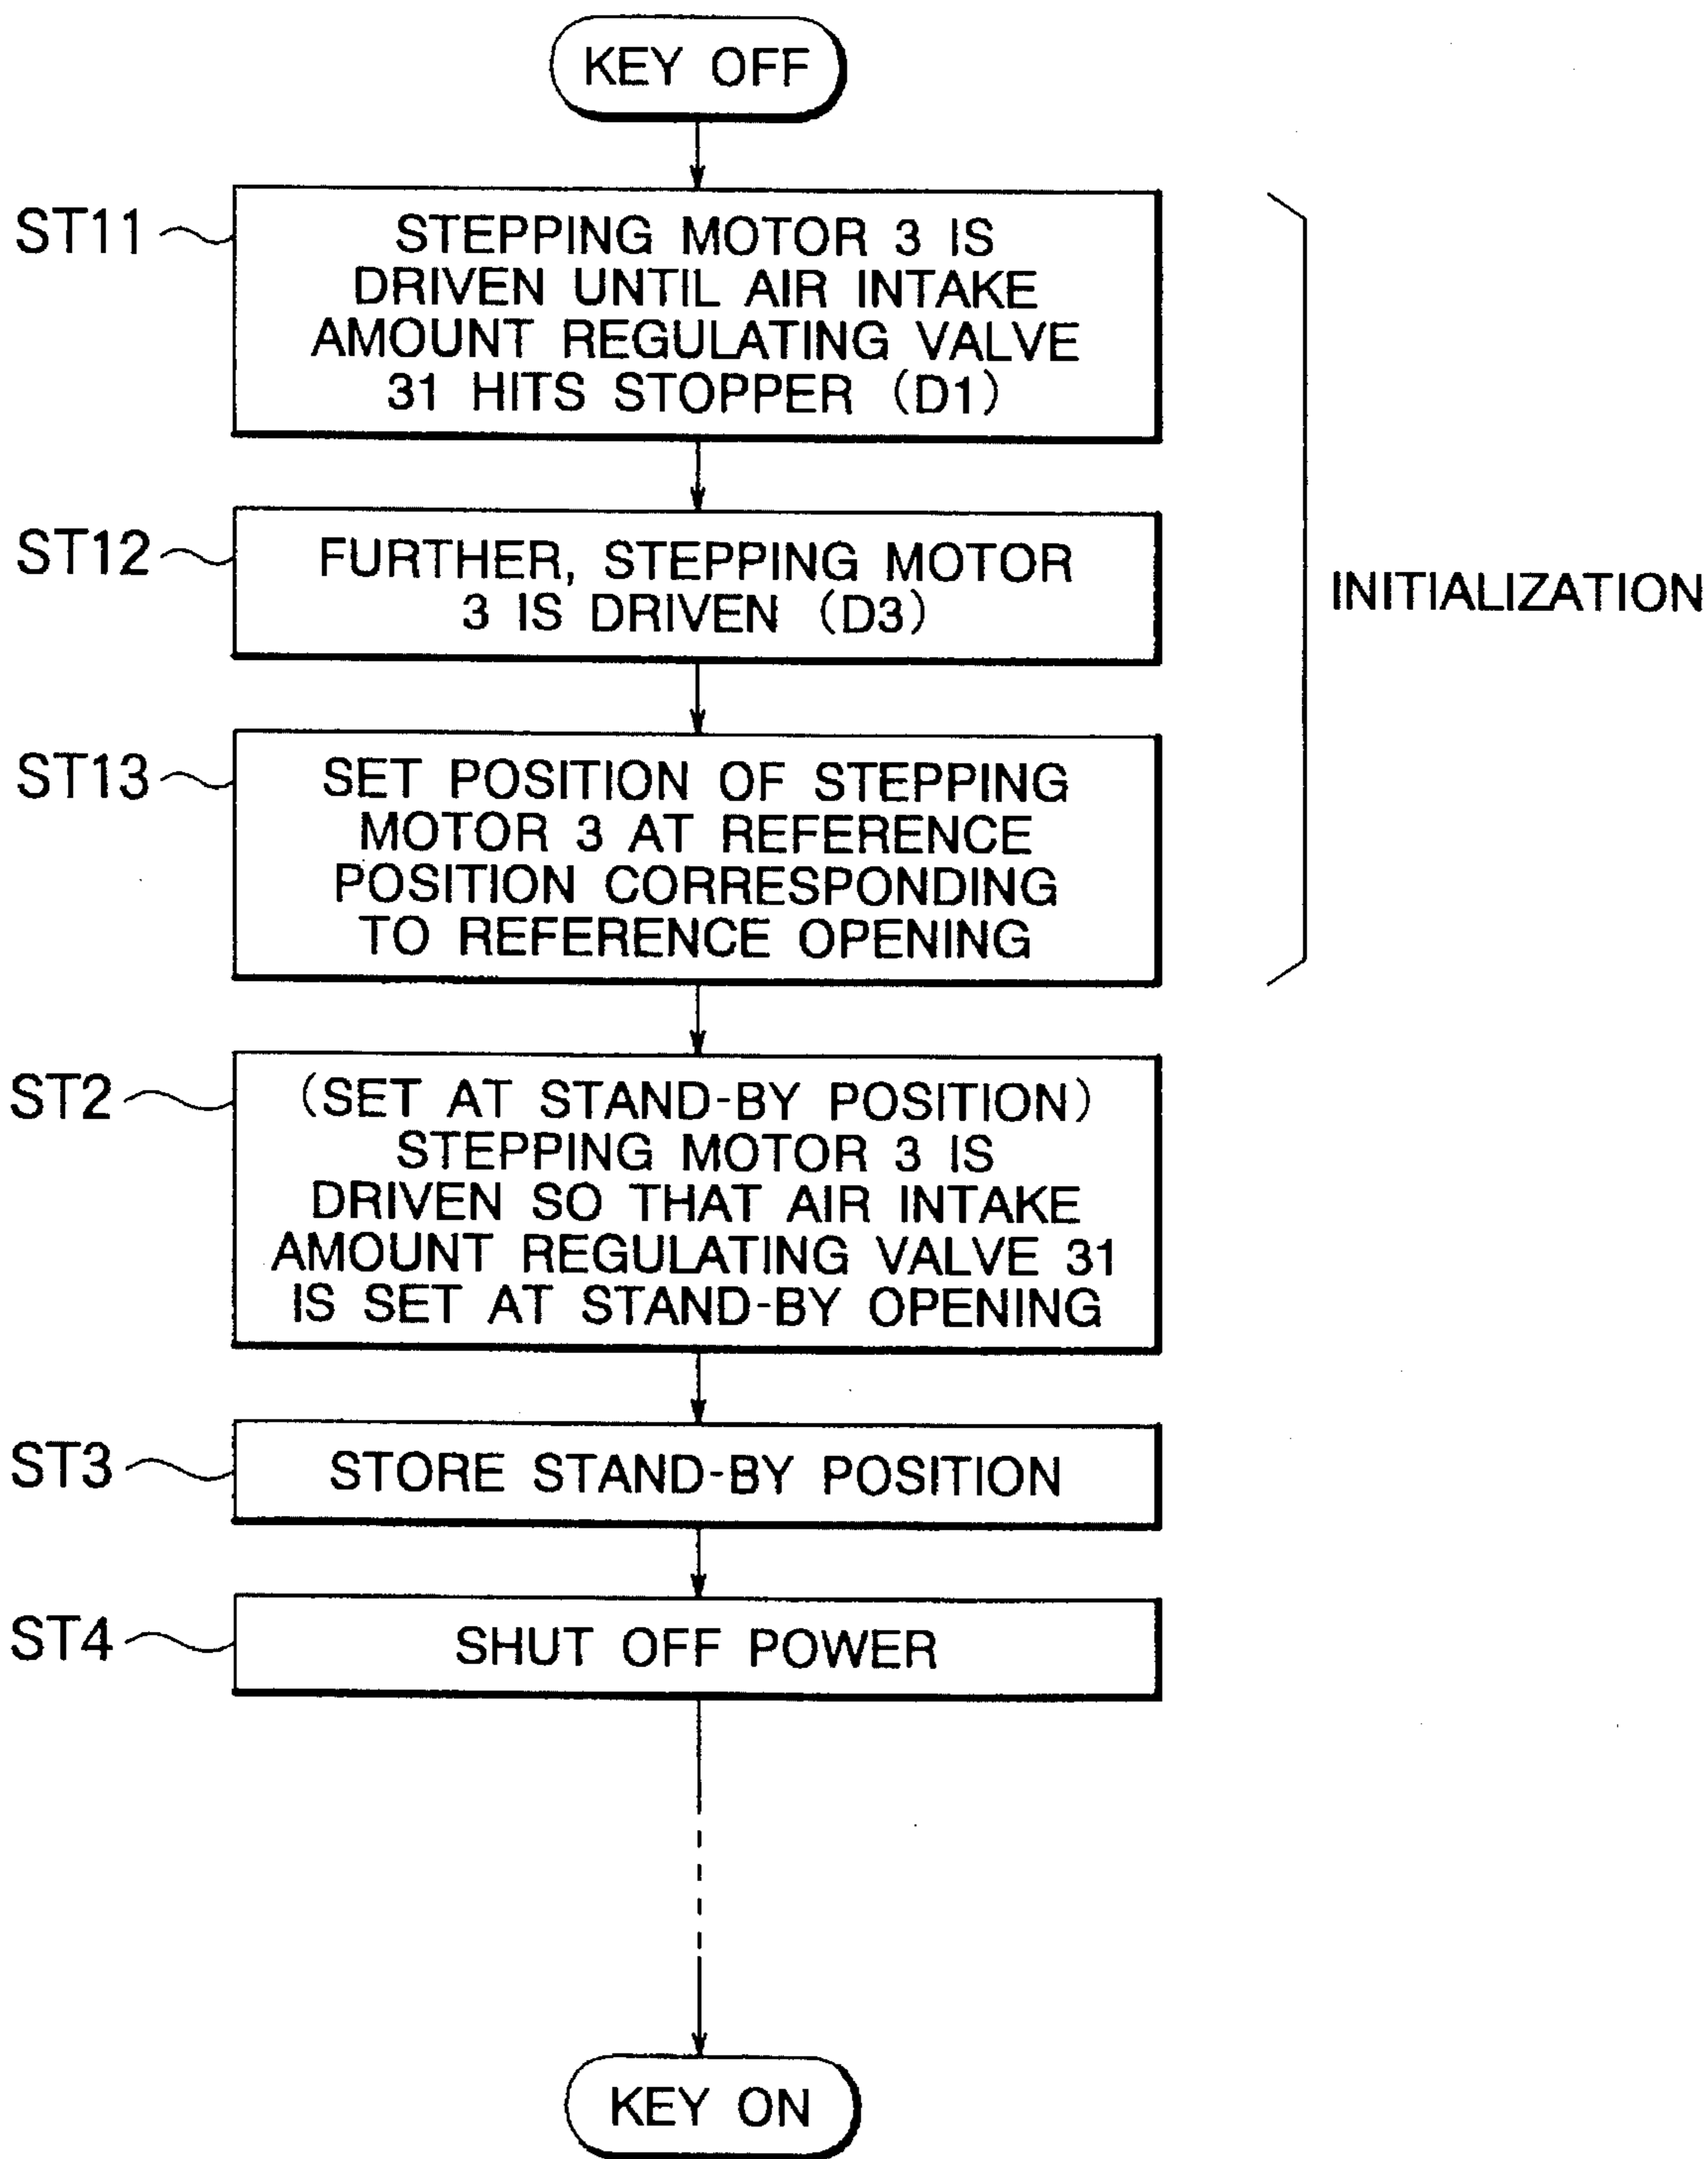 KEY OFF
ST11
STEPPING MOTOR 3 IS
DRIVEN UNTIL AIR INTAKE
AMOUNT REGULATING VALVE
31 HITS STOPPER (D1)
ST12
FURTHER, STEPPING MOTOR
3 IS DRIVEN (D3)
INITIALIZATION
ST13
SET POSITION OF STEPPING
MOTOR 3 AT REFERENCE
POSITION CORRESPONDING
TO REFERENCE OPENING
ST2
(SET AT STAND-BY POSITION)
STEPPING MOTOR 3 IS
DRIVEN SO THAT AIR INTAKE
AMOUNT REGULATING VALVE 31
IS SET AT STAND-BY OPENING
ST3
STORE STAND-BY POSITION
ST4
SHUT OFF POWER
KEY ON